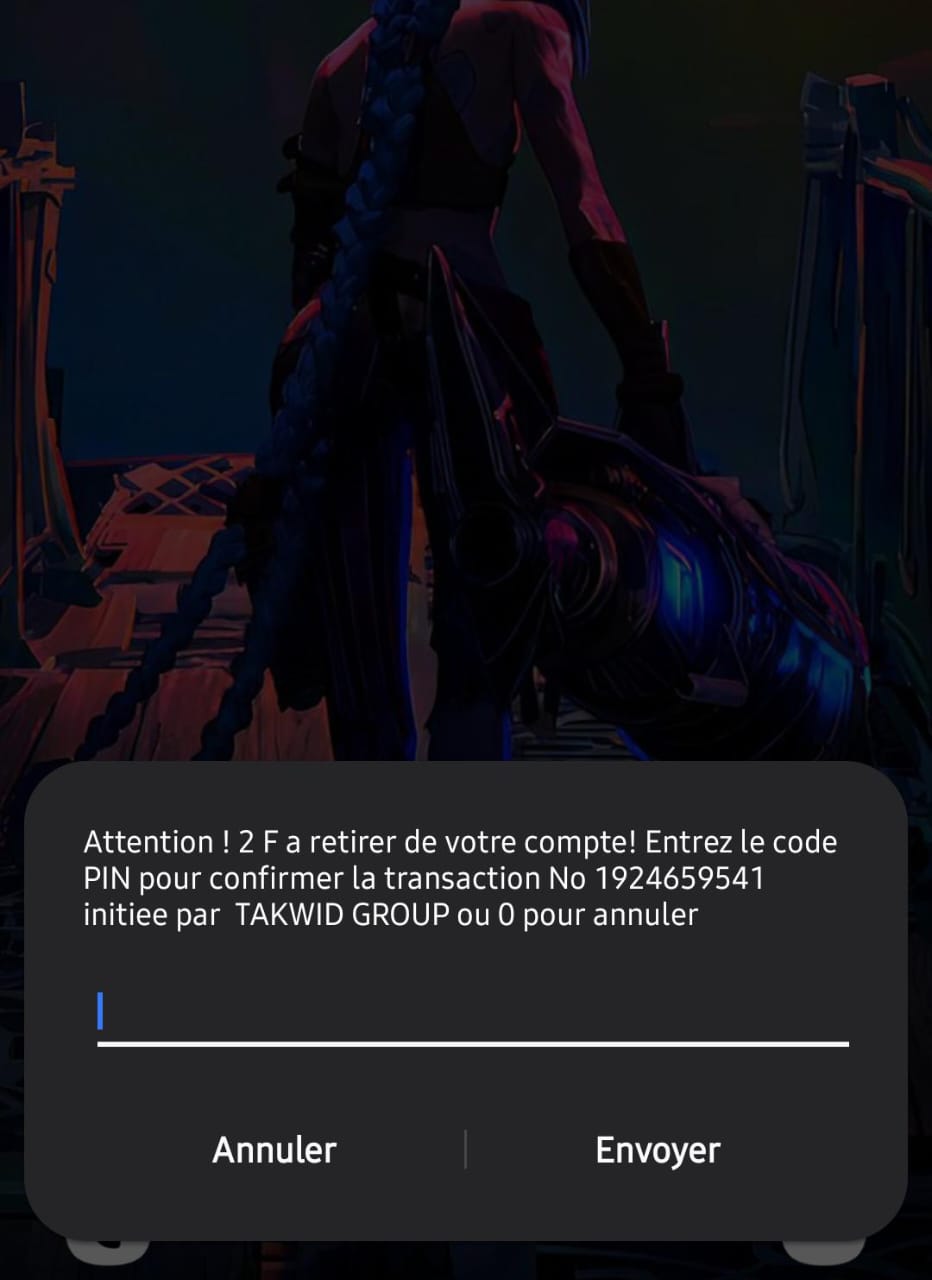 Attention ! 2 F a retirer de votre compte! Entrez le code
PIN pour confirmer la transaction No 1924659541
initiee par  TAKWID GROUP ou 0 pour annuler
Annuler
Envoyer